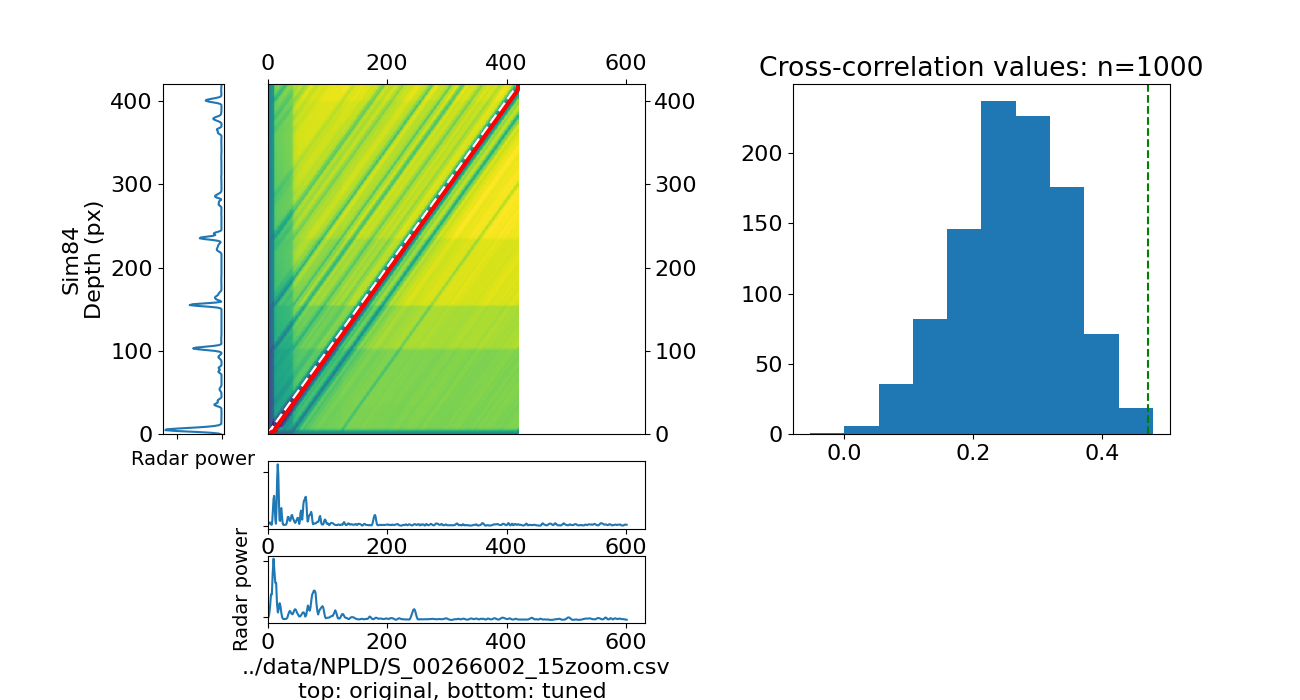 0 200 400 600
Cross-correlation values: n=1000
400
300
200
100
0
Sim84
Depth (px)
Radar power
400
300
200
100
0
200
150
100
50
0
0.0 0.2 0.4
0 200 400 600
Radar power
0 200 400 600
../data/NPLD/S_00266002_15zoom.csv
top: original, bottom: tuned